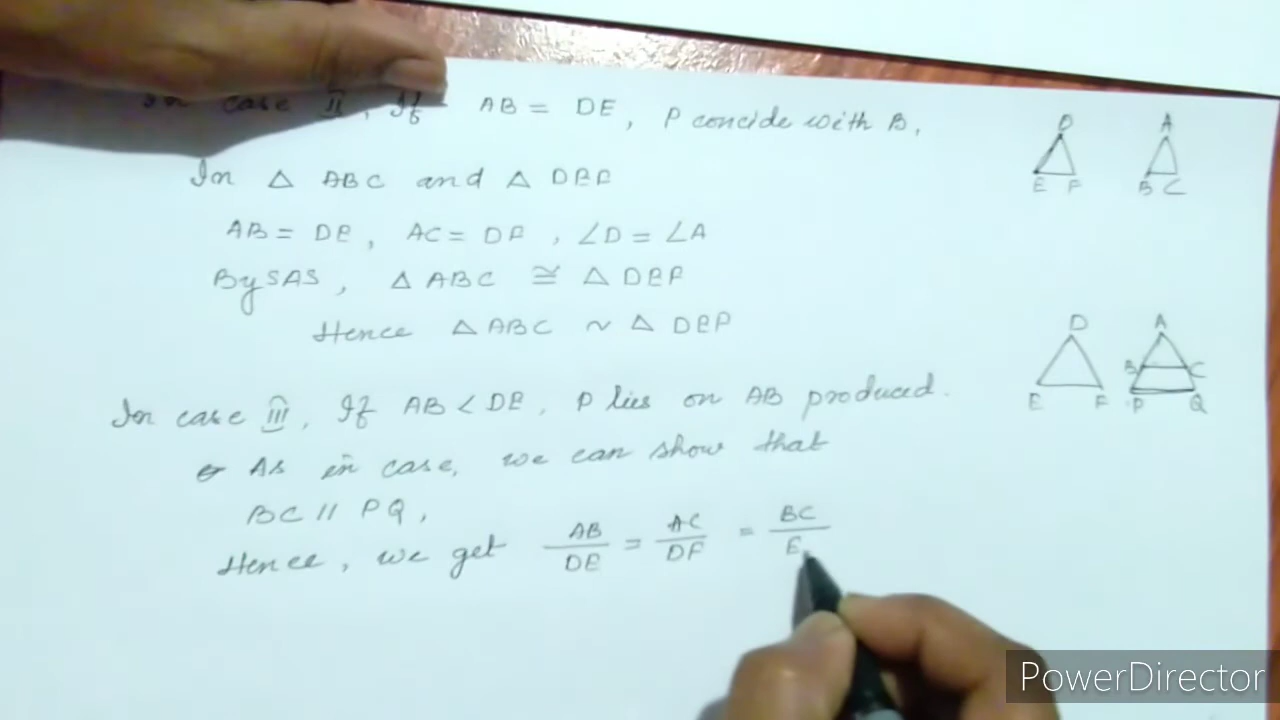 In case II, If AB = DE, P concide with B.
In △ ABC and △ DEF
AB = DE, AC = DF, ∠D = ∠A
By SAS, △ ABC ≅ △ DEF
Hence △ ABC ~ △ DEF
In case III, If AB < DE, P lies on AB produced.
As in case, we can show that
BC // PQ,
Hence, we get AB/DE = AC/DF = BC/E
D A
E F B C
D A
B C
E F P Q
PowerDirector